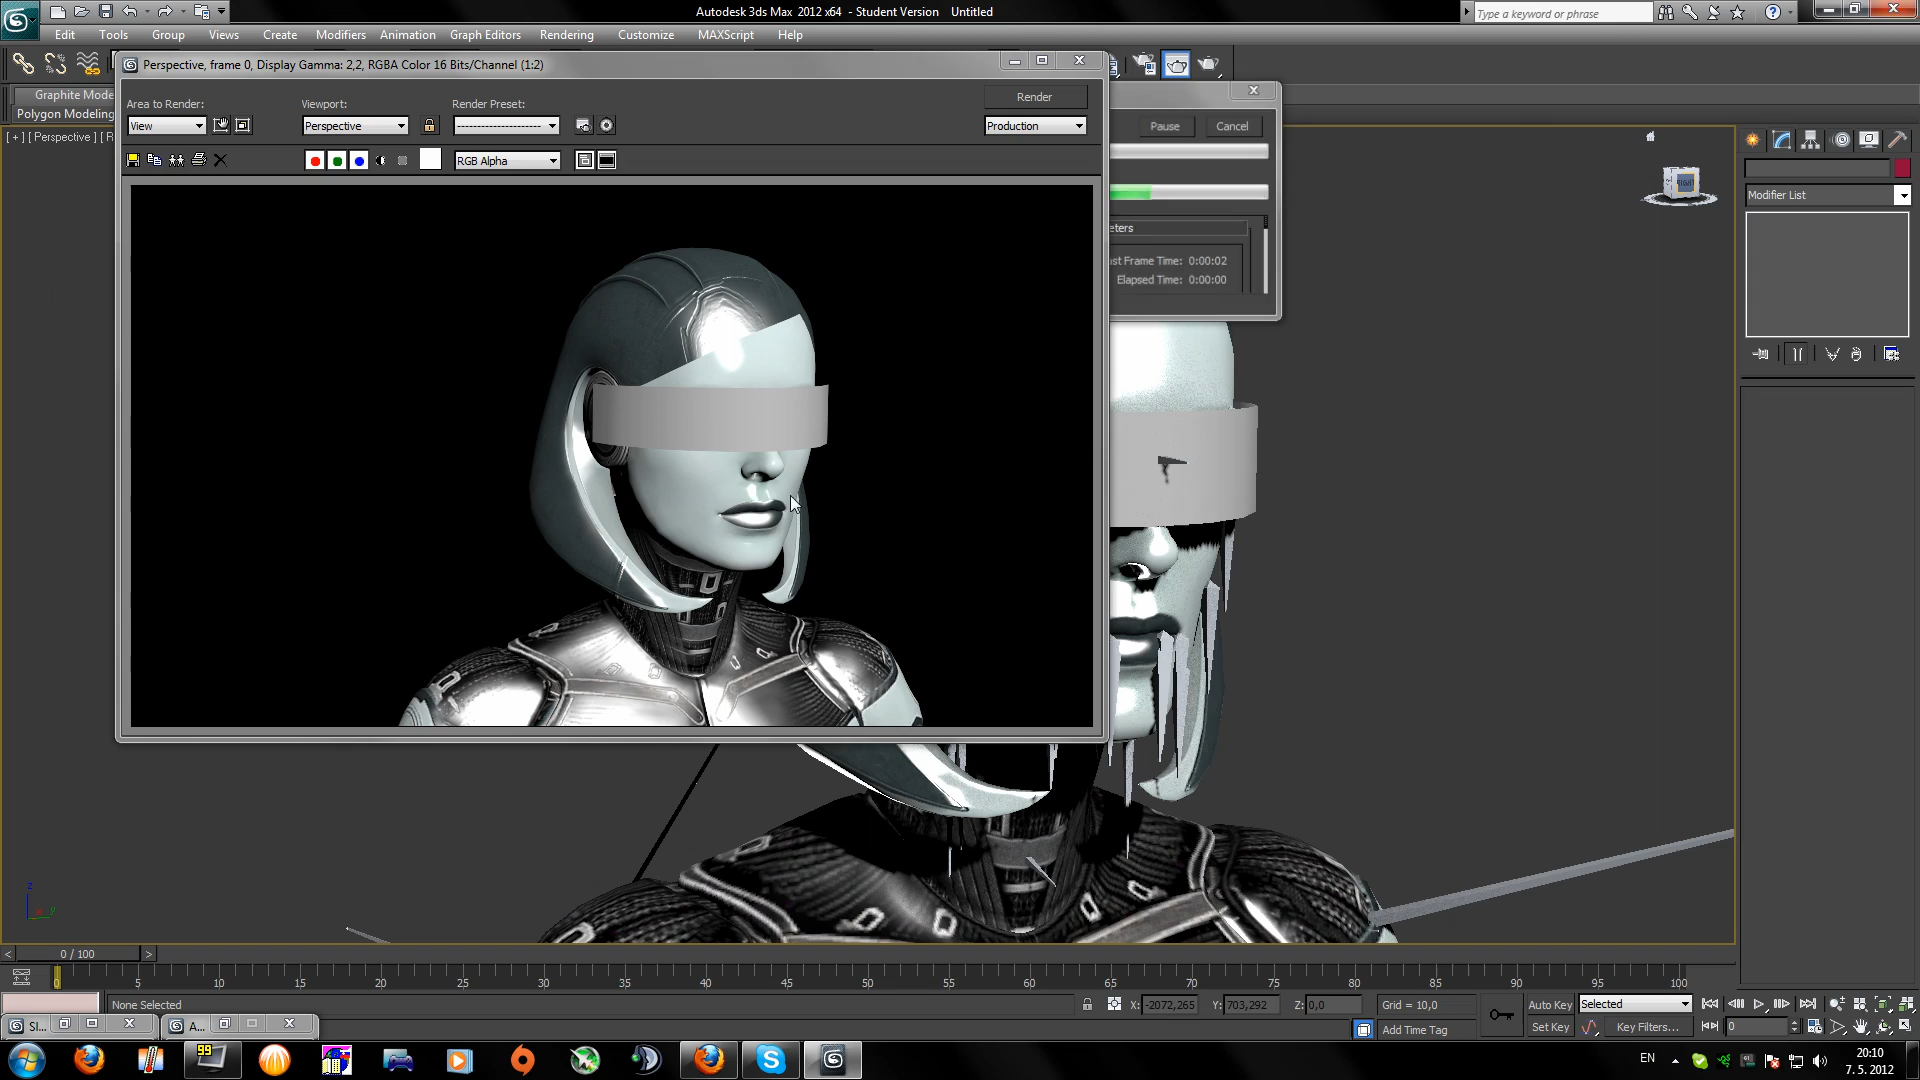 Autodesk 3ds Max  2012 x64  - Student Version    Untitled
Type a keyword or phrase
Edit
Tools
Group
Views
Create
Modifiers
Animation
Graph Editors
Rendering
Customize
MAXScript
Help
Perspective, frame 0, Display Gamma: 2,2, RGBA Color 16 Bits/Channel (1:2)
Graphite Mode
Polygon Modeling
[ + ] [ Perspective ] [ R
Area to Render:
View
Viewport:
Perspective
Render Preset:
Render
Production
RGB Alpha
Pause
Cancel
eters
st Frame Time: 0:00:02
Elapsed Time: 0:00:00
RIGHT
Modifier List
z
y
0 / 100
0
5
10
15
20
25
30
35
40
45
50
55
60
65
70
75
80
85
90
95
100
None Selected
X: -2072,265
Y: 703,292
Z: 0,0
Grid = 10,0
Auto Key
Selected
Add Time Tag
Set Key
Key Filters...
0
Sl...
A...
99
EN
20:10
7. 5. 2012